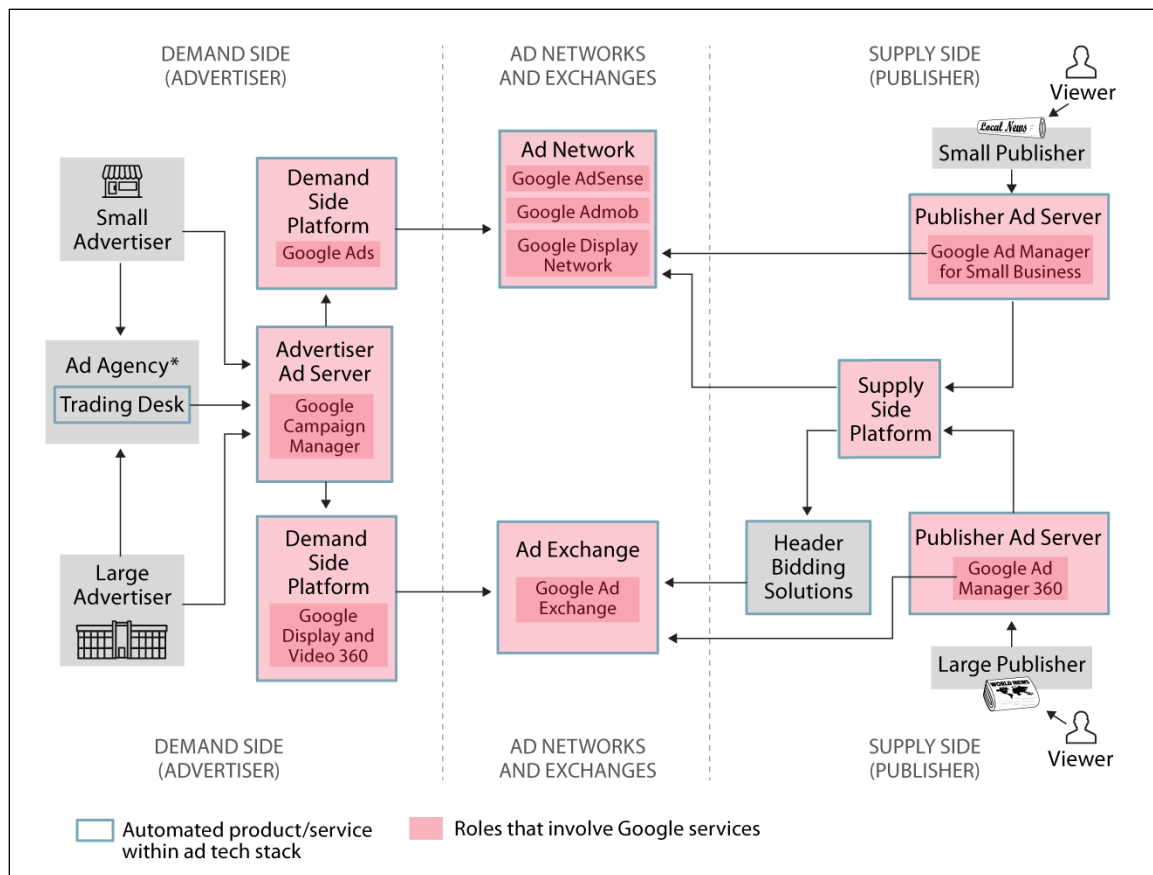 DEMAND SIDE
(ADVERTISER)
AD NETWORKS
AND EXCHANGES
SUPPLY SIDE
(PUBLISHER)
Viewer
Local News
Small Publisher
Small
Advertiser
Demand
Side
Platform
Google Ads
Ad Network
Google AdSense
Google Admob
Google Display
Network
Publisher Ad Server
Google Ad Manager
for Small Business
Ad Agency*
Trading Desk
Advertiser
Ad Server
Google
Campaign
Manager
Supply
Side
Platform
Large
Advertiser
Demand
Side
Platform
Google
Display and
Video 360
Ad Exchange
Google Ad
Exchange
Header
Bidding
Solutions
Publisher Ad Server
Google Ad
Manager 360
Large Publisher
WORLD NEWS
Viewer
DEMAND SIDE
(ADVERTISER)
AD NETWORKS
AND EXCHANGES
SUPPLY SIDE
(PUBLISHER)
Automated product/service
within ad tech stack
Roles that involve Google services